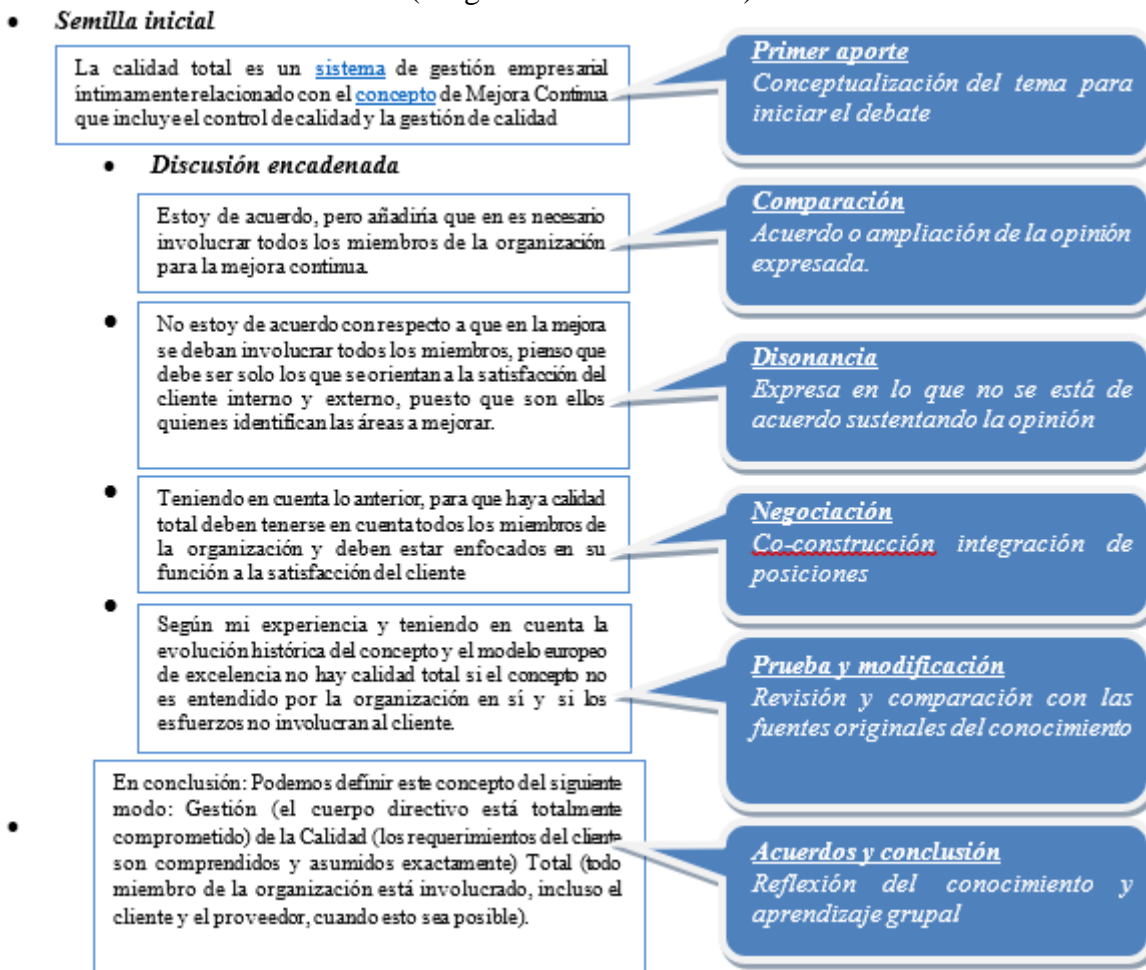 Semilla inicial
La calidad total es un sistema de gestión empresarial
íntimamente relacionado con el concepto de Mejora Continua
que incluye el control de calidad y la gestión de calidad
Primer aporte
Conceptualización del tema para
iniciar el debate
Discusión encadenada
Estoy de acuerdo, pero añadiría que en es necesario
involucrar todos los miembros de la organización
para la mejora continua.
Comparación
Acuerdo o ampliación de la opinión
expresada.
No estoy de acuerdo con respecto a que en la mejora
se deban involucrar todos los miembros, pienso que
debe ser solo los que se orientan a la satisfacción del
cliente interno y externo, puesto que son ellos
quienes identifican las áreas a mejorar.
Disonancia
Expresa en lo que no se está de
acuerdo sustentando la opinión
Teniendo en cuenta lo anterior, para que haya calidad
total deben tenerse en cuenta todos los miembros de
la organización y deben estar enfocados en su
función a la satisfacción del cliente
Negociación
Co-construcción integración de
posiciones
Según mi experiencia y teniendo en cuenta la
evolución histórica del concepto y el modelo europeo
de excelencia no hay calidad total si el concepto no
es entendido por la organización en sí y si los
esfuerzos no involucran al cliente.
Prueba y modificación
Revisión y comparación con las
fuentes originales del conocimiento
En conclusión: Podemos definir este concepto del siguiente
modo: Gestión (el cuerpo directivo está totalmente
comprometido) de la Calidad (los requerimientos del cliente
son comprendidos y asumidos exactamente) Total (todo
miembro de la organización está involucrado, incluso el
cliente y el proveedor, cuando esto sea posible).
Acuerdos y conclusión
Reflexión del conocimiento y
aprendizaje grupal